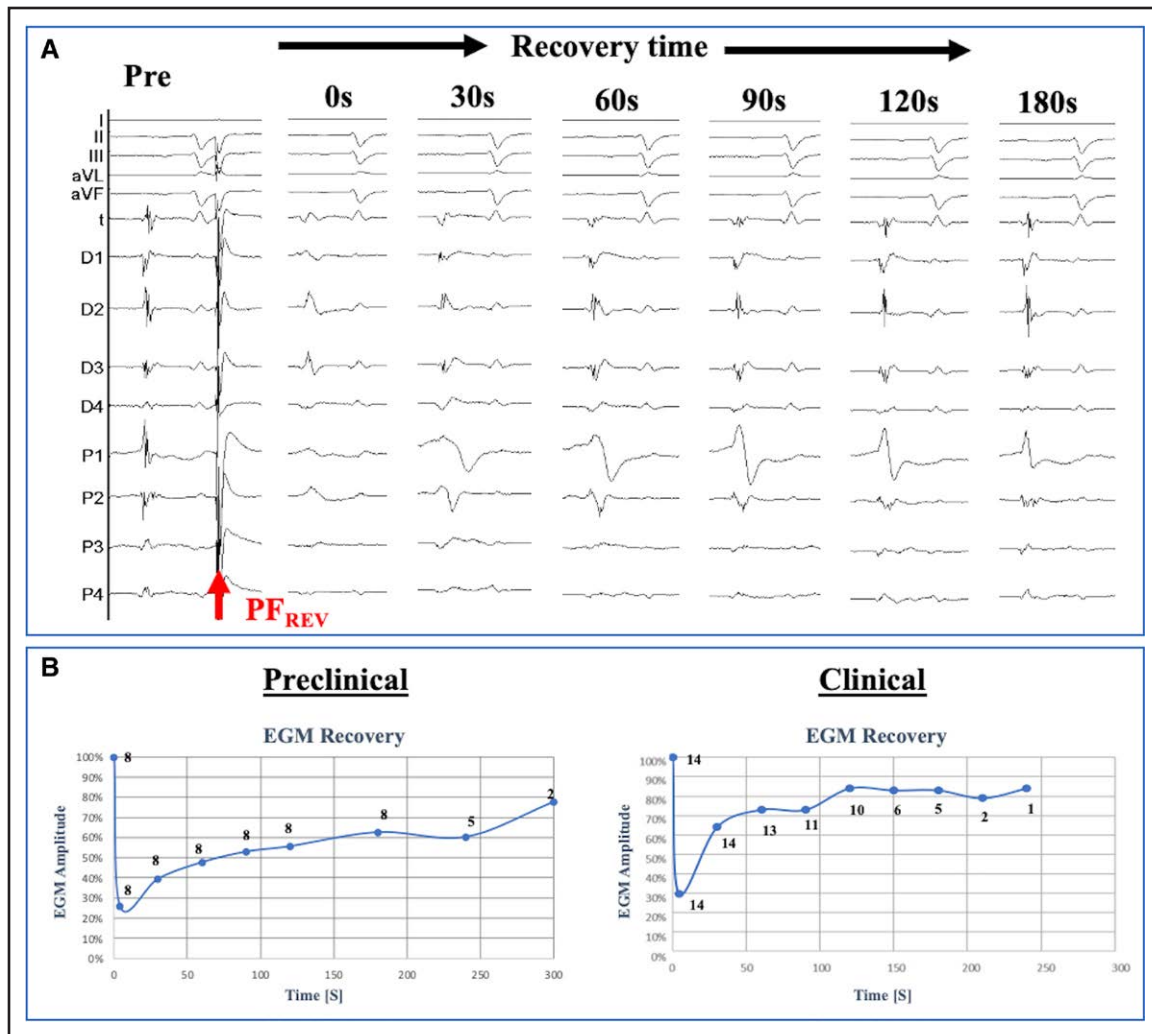 A
Recovery time
Pre
0s 30s 60s 90s 120s 180s
I
II
III
aVL
aVF
t
D1
D2
D3
D4
P1
P2
P3
P4
PFREV
B
Preclinical
EGM Recovery
EGM Amplitude
100%
90%
80%
70%
60%
50%
40%
30%
20%
10%
0%
8
8
8
8
8
8
8
5
2
0 50 100 150 200 250 300
Time [S]
Clinical
EGM Recovery
EGM Amplitude
100%
90%
80%
70%
60%
50%
40%
30%
20%
10%
0%
14
14
14
13
11
10
6
5
2
1
0 50 100 150 200 250 300
Time [S]